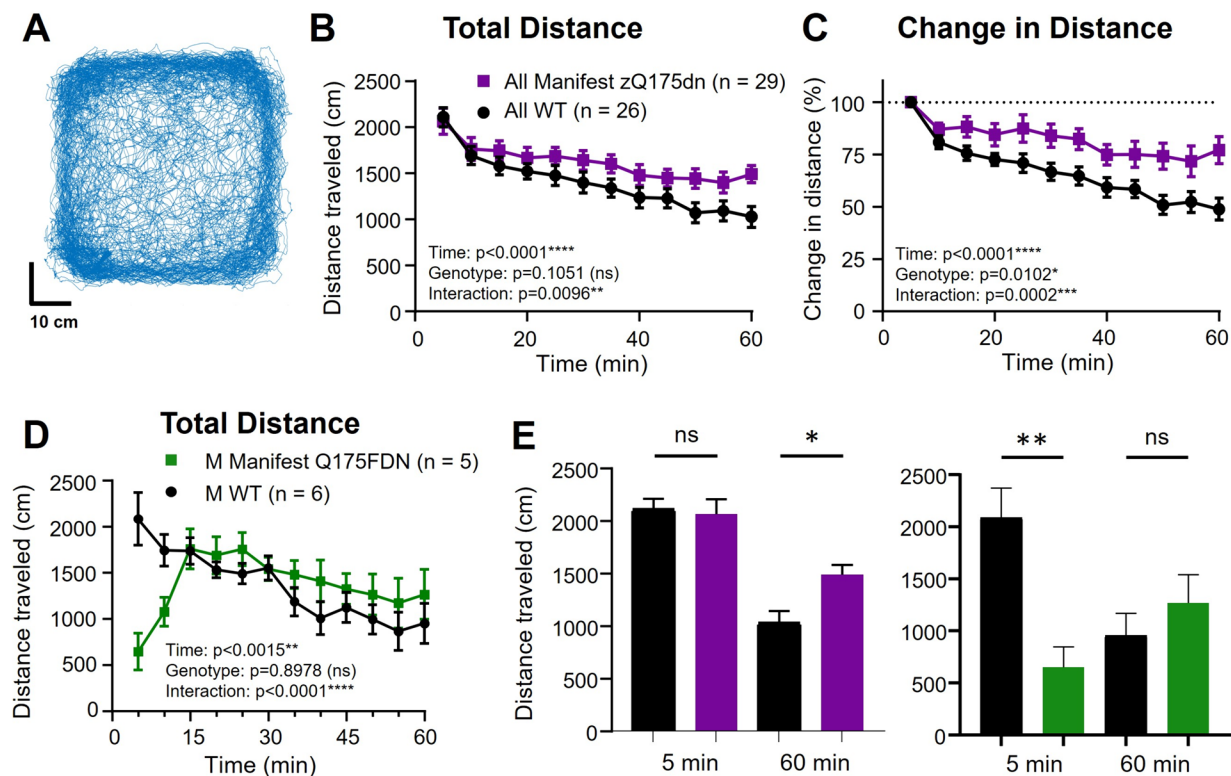 A
10 cm
B
Total Distance
All Manifest zQ175dn (n = 29)
All WT (n = 26)
Distance traveled (cm)
2500
2000
1500
1000
500
0
Time: p<0.0001****
Genotype: p=0.1051 (ns)
Interaction: p=0.0096**
0 20 40 60
Time (min)
C
Change in Distance
Change in distance (%)
100
75
50
25
0
Time: p<0.0001****
Genotype: p=0.0102*
Interaction: p=0.0002***
0 20 40 60
Time (min)
D
Total Distance
M Manifest Q175FDN (n = 5)
M WT (n = 6)
Distance traveled (cm)
2500
2000
1500
1000
500
0
Time: p<0.0015**
Genotype: p=0.8978 (ns)
Interaction: p<0.0001****
0 15 30 45 60
Time (min)
E
ns *
Distance traveled (cm)
2500
2000
1500
1000
500
0
5 min 60 min
** ns
2500
2000
1500
1000
500
0
5 min 60 min